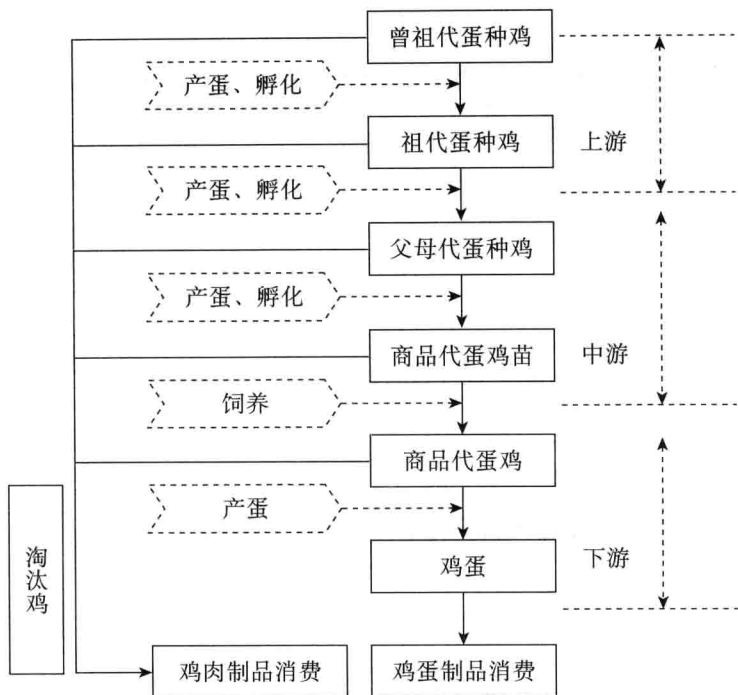 曾祖代蛋种鸡
产蛋、孵化
祖代蛋种鸡
上游
产蛋、孵化
父母代蛋种鸡
产蛋、孵化
商品代蛋鸡苗
中游
饲养
商品代蛋鸡
产蛋
淘汰鸡
鸡蛋
下游
鸡肉制品消费
鸡蛋制品消费